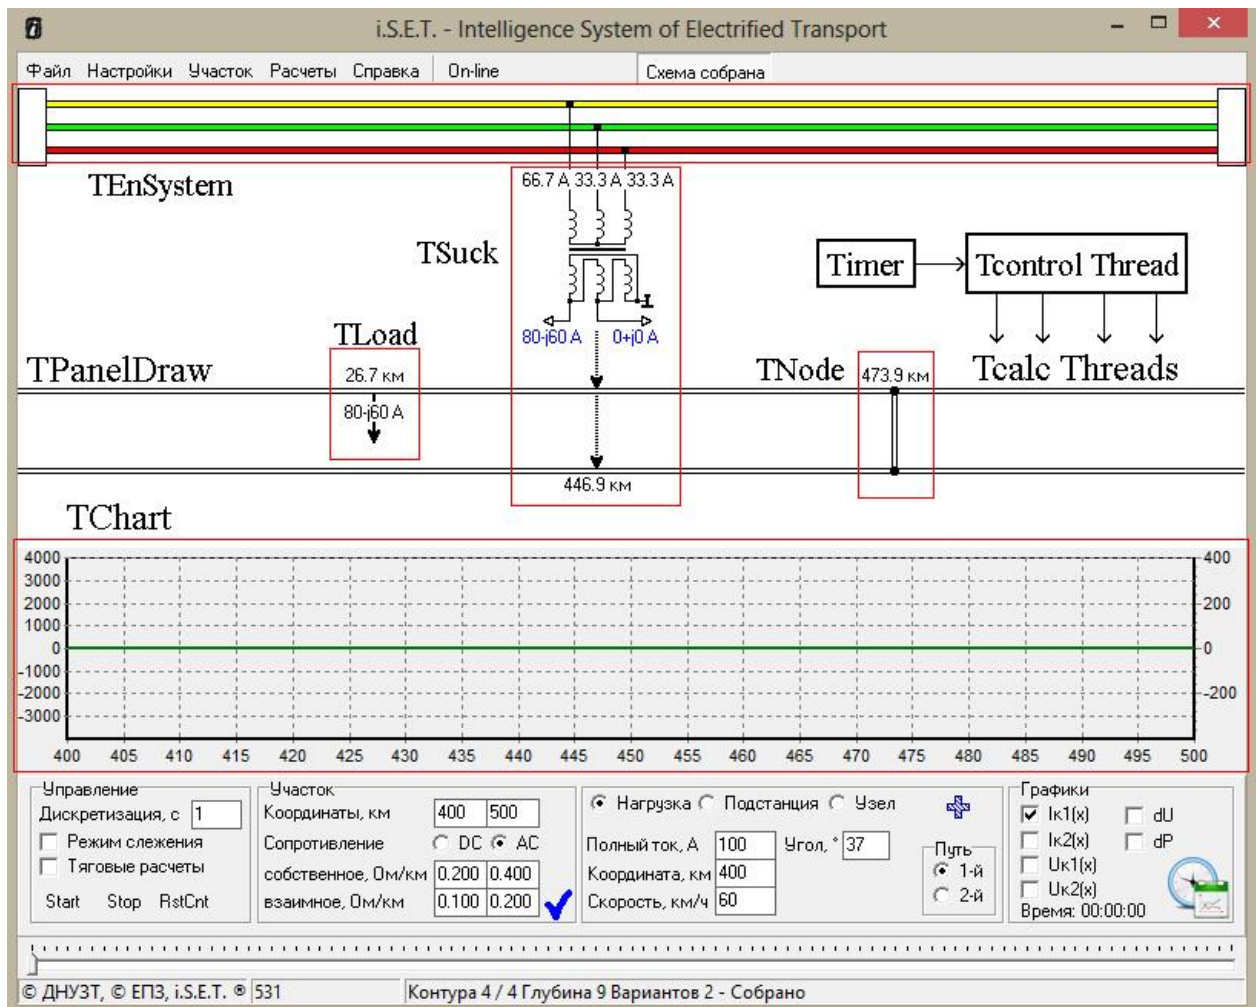 i.S.E.T. - Intelligence System of Electrified Transport
Файл Настройки Участок Расчеты Справка On-line Схема собрана
TEnSystem
66.7 A 33.3 A 33.3 A
TSuck
Timer
Tcontrol Thread
80-j60 A 0+j0 A
TLoad
TPanelDraw
26.7 км
TNode
473.9 км
Tcalc Threads
80-j60 A
446.9 км
TChart
4000 400
3000
2000 200
1000
0 0
-1000
-2000 -200
-3000
400 405 410 415 420 425 430 435 440 445 450 455 460 465 470 475 480 485 490 495 500
Управление
Дискретизация, с 1
Режим слежения
Тяговые расчеты
Start Stop RstCnt
Участок
Координаты, км 400 500
Сопротивление DC AC
собственное, Ом/км 0.200 0.400
взаимное, Ом/км 0.100 0.200
Нагрузка Подстанция Узел
Полный ток, А 100 Угол, ° 37
Координата, км 400
Скорость, км/ч 60
Путь
1-й
2-й
Графики
Iк1(x) dU
Iк2(x) dP
Uк1(x)
Uк2(x)
Время: 00:00:00
© ДНУЗТ, © ЕПЗ, i.S.E.T. ® 531 Контура 4 / 4 Глубина 9 Вариантов 2 - Собрано